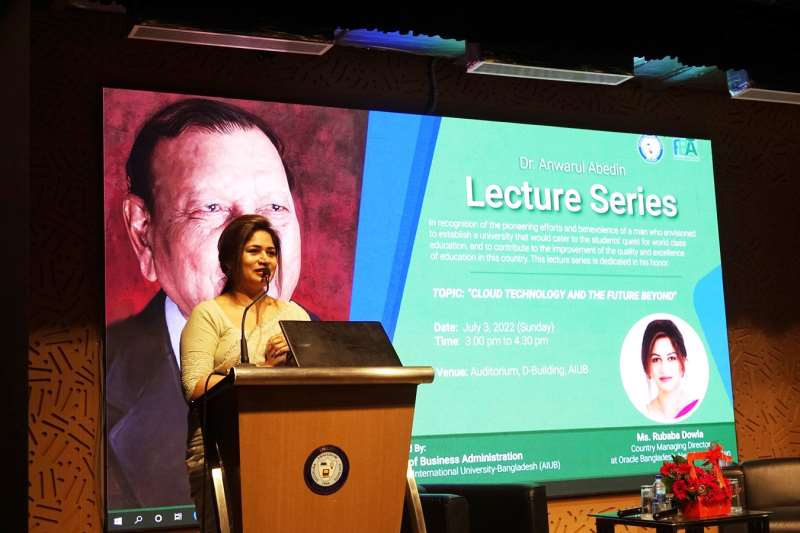 Dr. Anwarul Abedin
Lecture Series
In recognition of the pioneering efforts and benevolence of a man who envisioned
to establish a university that would cater to the students' quest for world class
education, and to contribute to the improvement of the quality and excellence
of education in this country. This lecture series is dedicated in his honor.
TOPIC: "CLOUD TECHNOLOGY AND THE FUTURE BEYOND"
Date: July 3, 2022 (Sunday)
Time: 3.00 pm to 4.30 pm
Venue: Auditorium, D-Building, AIUB
By:
of Business Administration
International University-Bangladesh (AIUB)
Ms. Rubaba Dowla
Country Managing Director
at Oracle Bangladesh